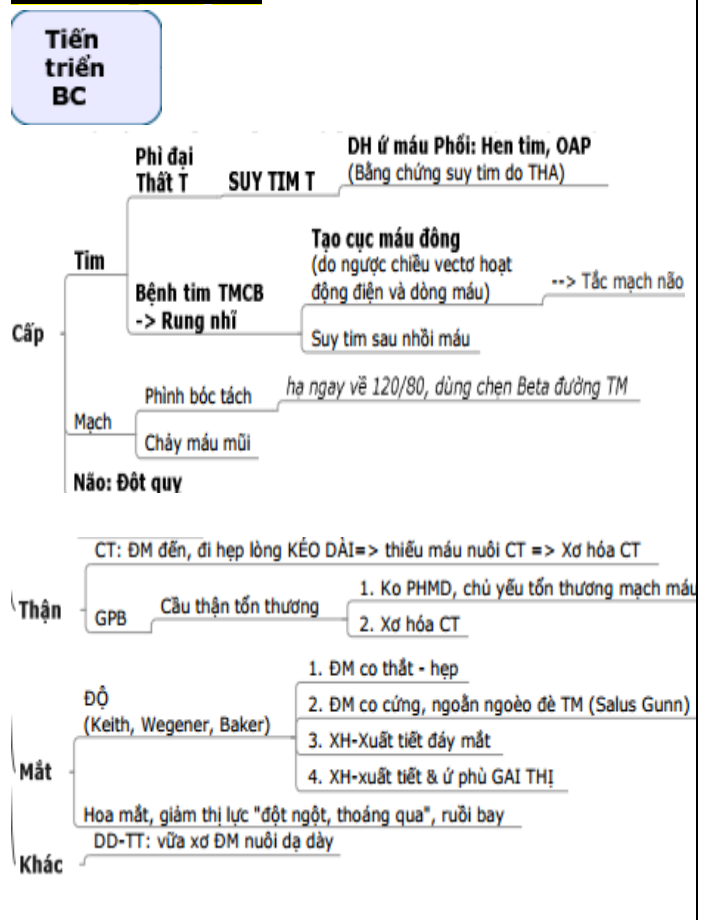 Tiến
triển
BC
DH ứ máu Phổi: Hen tim, OAP
(Bằng chứng suy tim do THA)
Phì đại
Thất T
SUY TIM T
Tim
Tạo cục máu đông
(do ngược chiều vectơ hoạt
động điện và dòng máu)
--> Tắc mạch não
Bệnh tim TMCB
-> Rung nhĩ
Suy tim sau nhồi máu
Cấp
Phình bóc tách
hạ ngay về 120/80, dùng chẹn Beta đường TM
Mạch
Chảy máu mũi
Não: Đột quy
CT: ĐM đến, đi hẹp lòng KÉO DÀI=> thiếu máu nuôi CT => Xơ hóa CT
Thận
GPB
Cầu thận tổn thương
1. Ko PHMD, chủ yếu tổn thương mạch máu
2. Xơ hóa CT
ĐỘ
(Keith, Wegener, Baker)
1. ĐM co thắt - hẹp
2. ĐM co cứng, ngoằn ngoèo đè TM (Salus Gunn)
3. XH-Xuất tiết đáy mắt
4. XH-xuất tiết & ứ phù GAI THỊ
Mắt
Hoa mắt, giảm thị lực "đột ngột, thoáng qua", ruồi bay
DD-TT: vữa xơ ĐM nuôi dạ dày
Khác